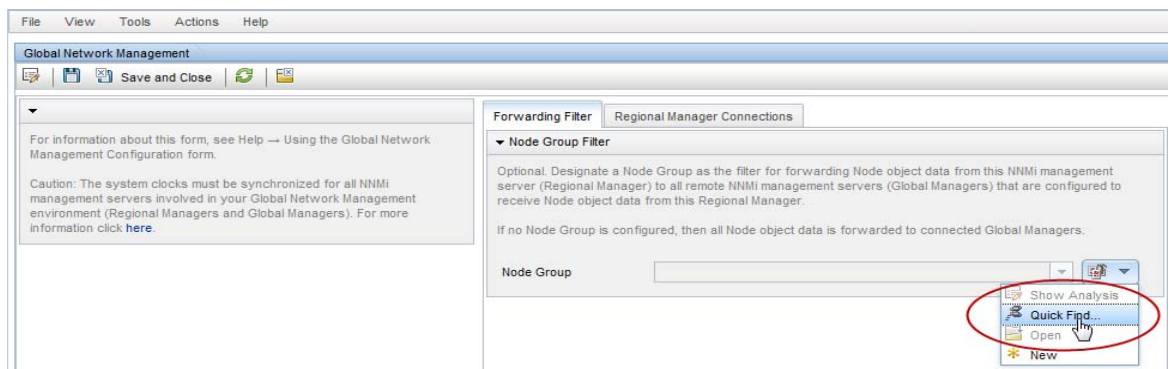 File View Tools Actions Help
Global Network Management
Save and Close
For information about this form, see Help → Using the Global Network
Management Configuration form.
Caution: The system clocks must be synchronized for all NNMi
management servers involved in your Global Network Management
environment (Regional Managers and Global Managers). For more
information click here.
Forwarding Filter Regional Manager Connections
Node Group Filter
Optional. Designate a Node Group as the filter for forwarding Node object data from this NNMi management
server (Regional Manager) to all remote NNMi management servers (Global Managers) that are configured to
receive Node object data from this Regional Manager.
If no Node Group is configured, then all Node object data is forwarded to connected Global Managers.
Node Group
Show Analysis
Quick Find...
Open
New